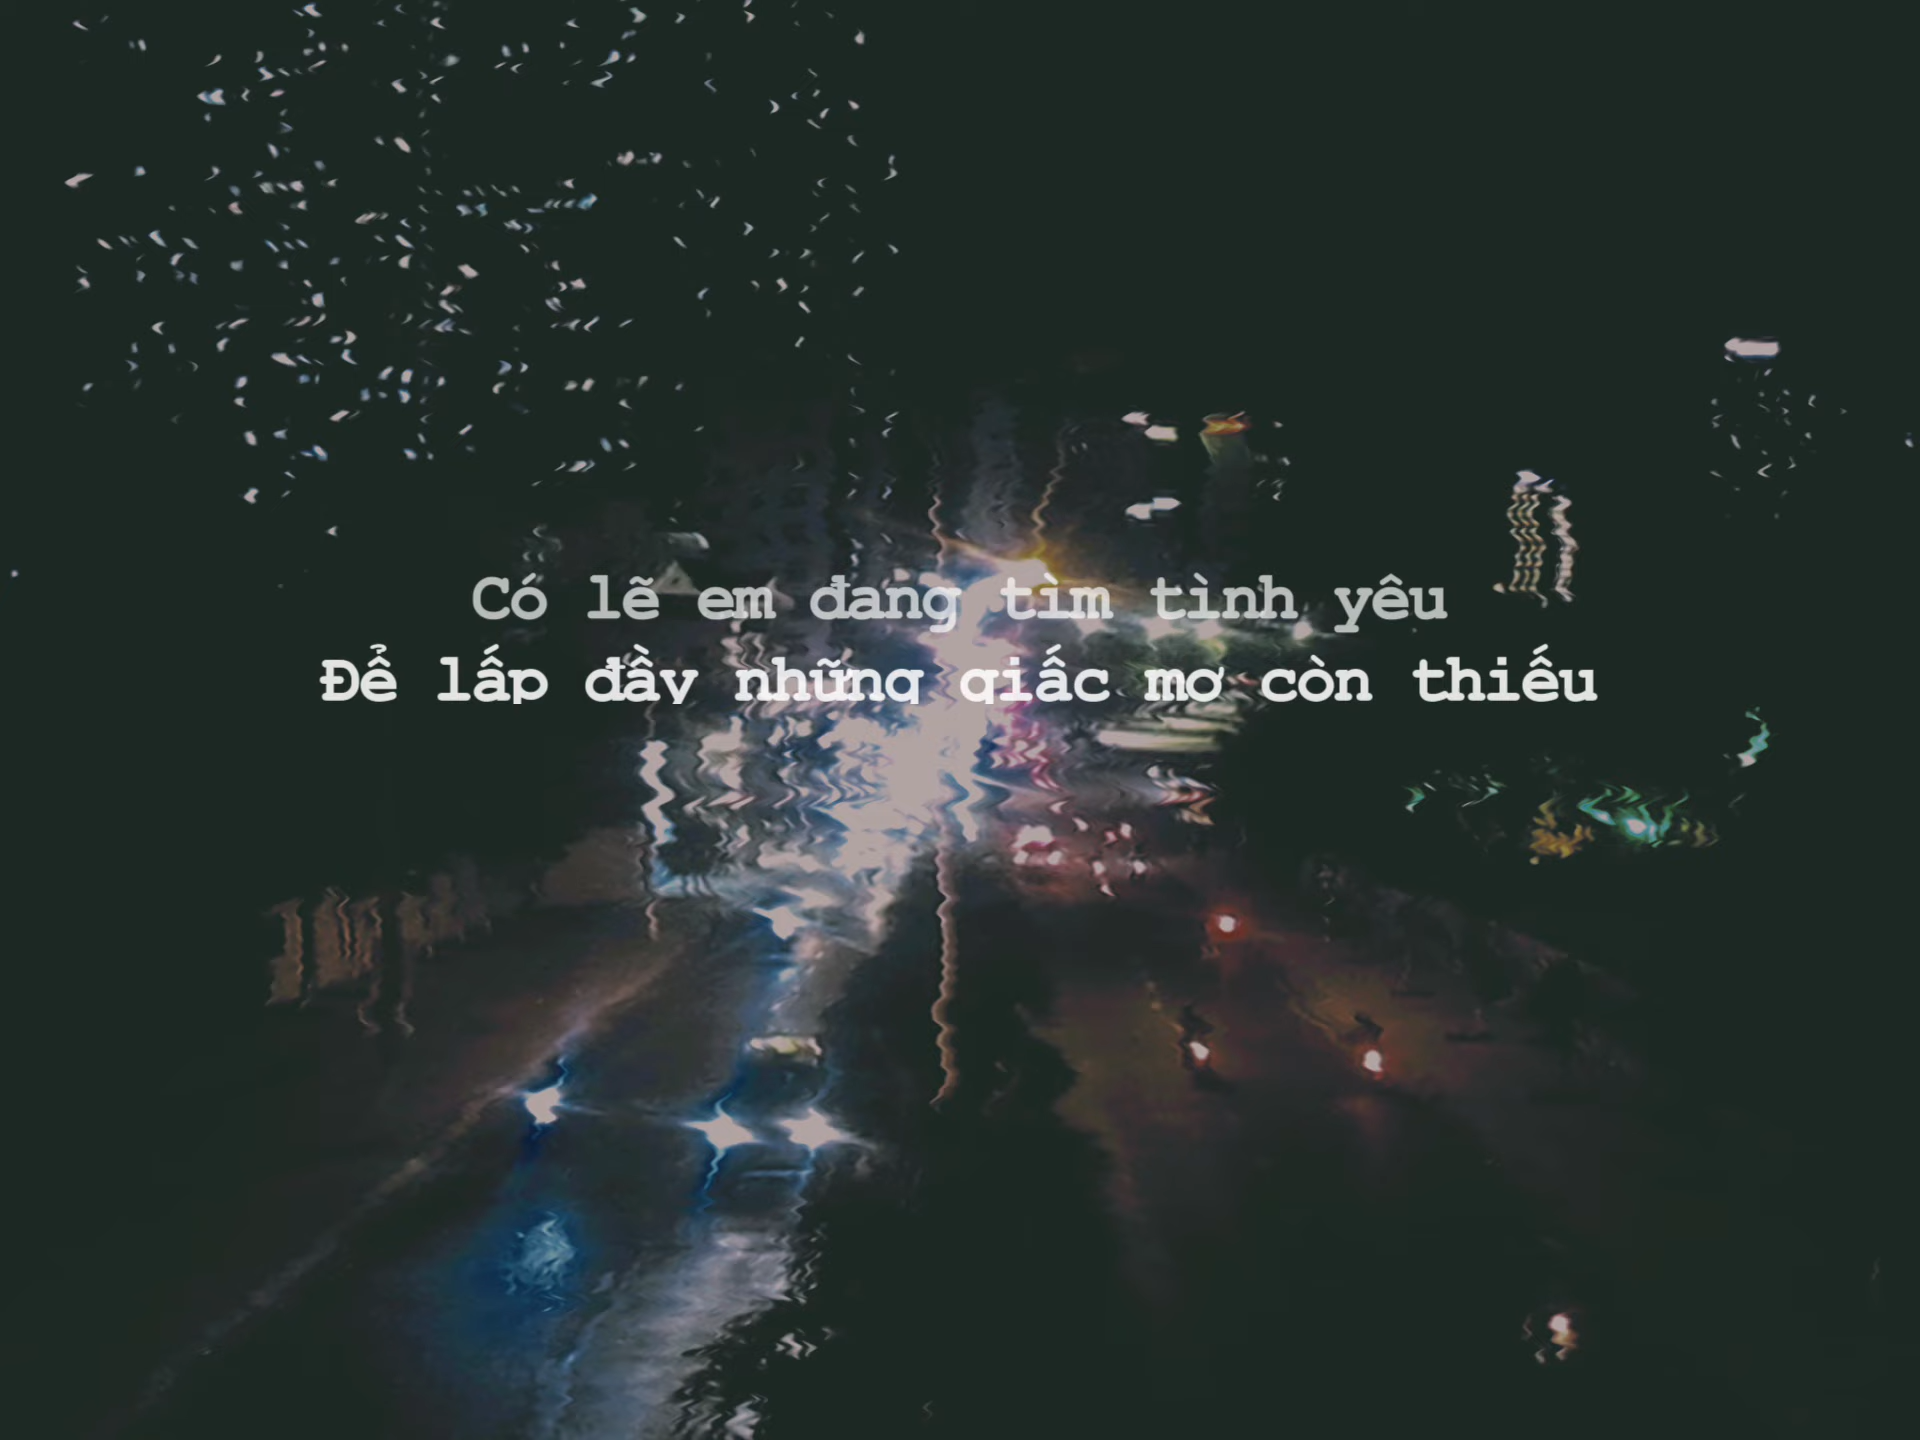 Có lẽ em đang tìm tình yêu
Để lấp đầy những giấc mơ còn thiếu